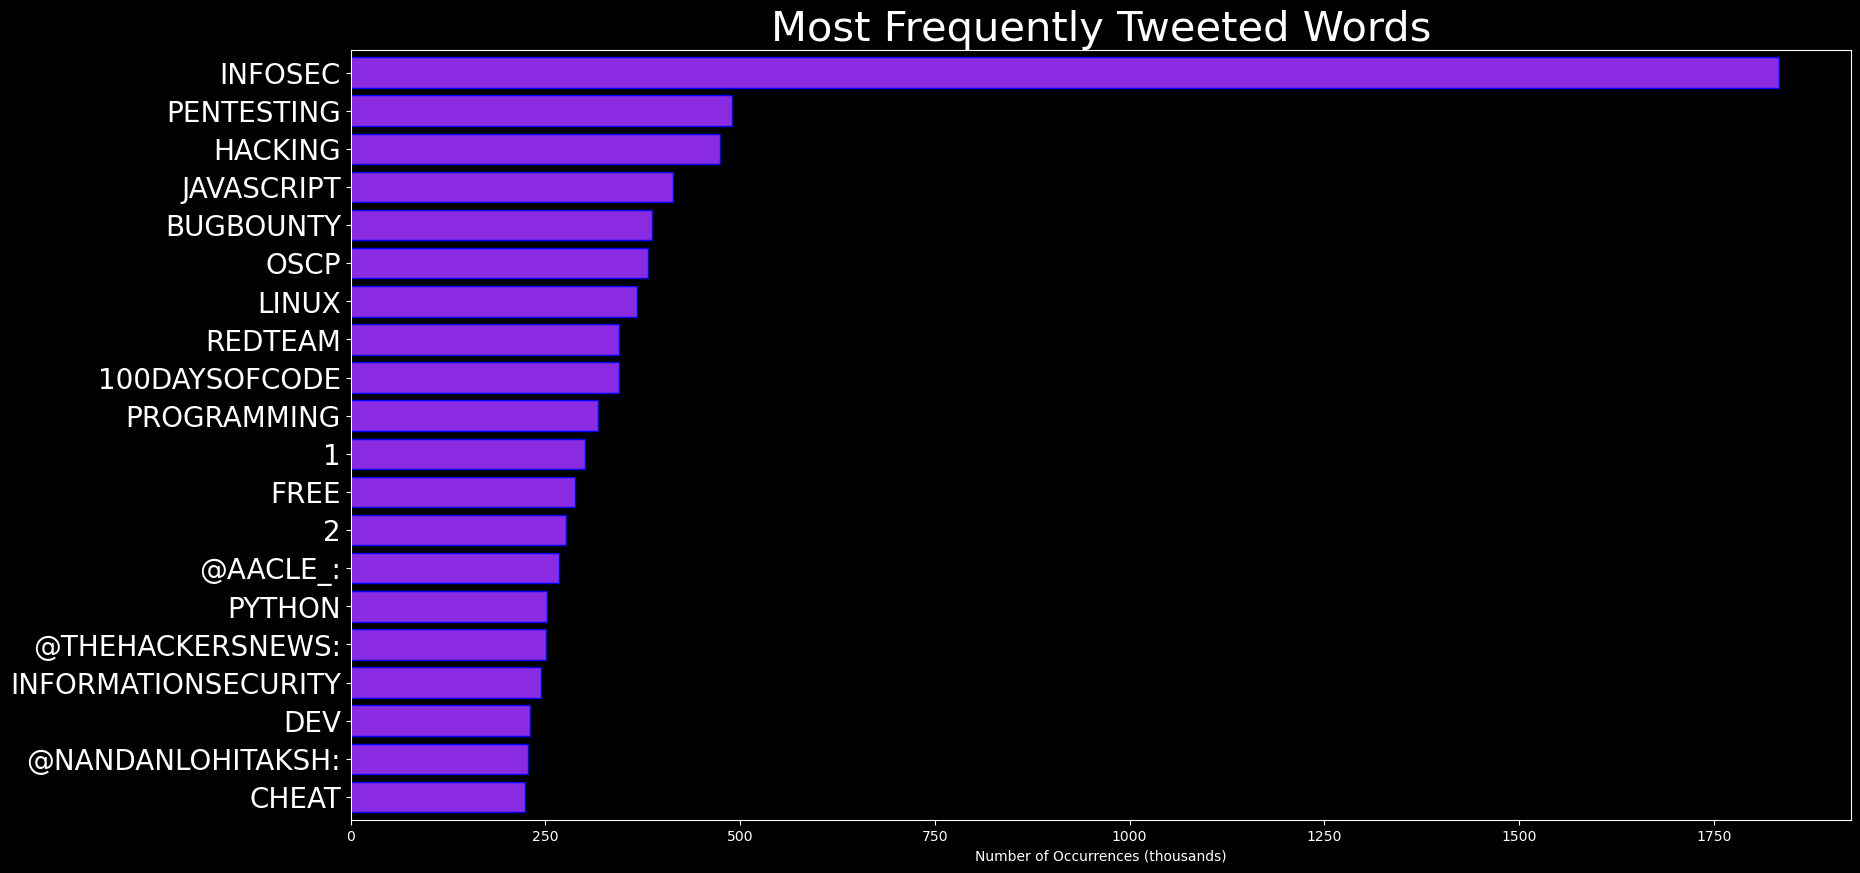 Most Frequently Tweeted Words
INFOSEC
PENTESTING
HACKING
JAVASCRIPT
BUGBOUNTY
OSCP
LINUX
REDTEAM
100DAYSOFCODE
PROGRAMMING
1
FREE
2
@AACLE_:
PYTHON
@THEHACKERSNEWS:
INFORMATIONSECURITY
DEV
@NANDANLOHITAKSH:
CHEAT
0 250 500 750 1000 1250 1500 1750
Number of Occurrences (thousands)